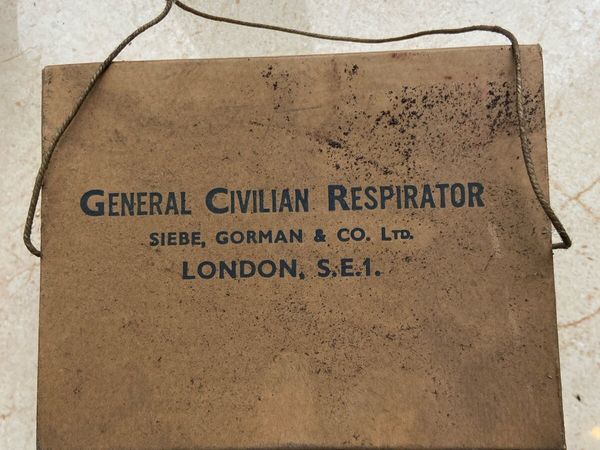 GENERAL CIVILIAN RESPIRATOR
SIEBE, GORMAN & CO. LTD.
LONDON, S.E.1.